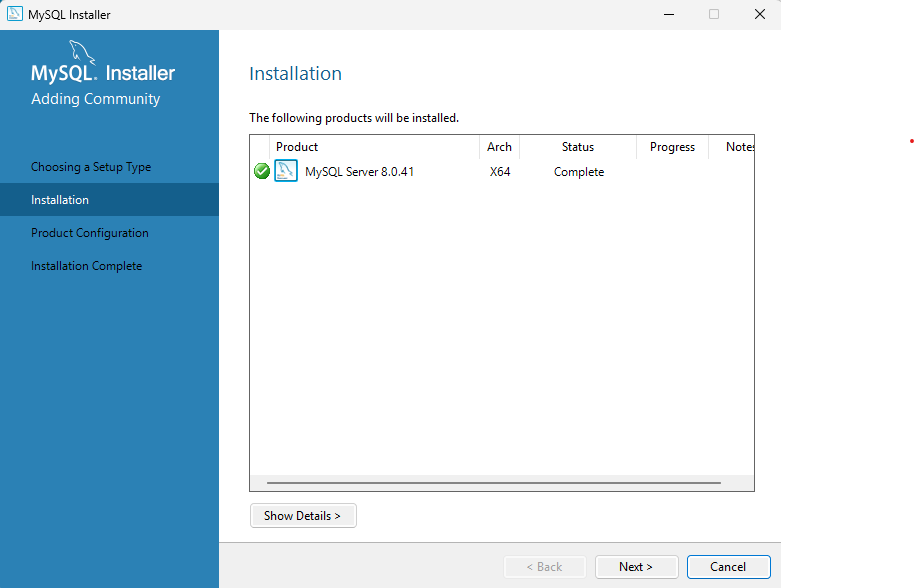 MySQL Installer
MySQL. Installer
Adding Community
Choosing a Setup Type
Installation
Product Configuration
Installation Complete
Installation
The following products will be installed.
Product Arch Status Progress Notes
MySQL Server 8.0.41 X64 Complete
Show Details >
< Back Next > Cancel